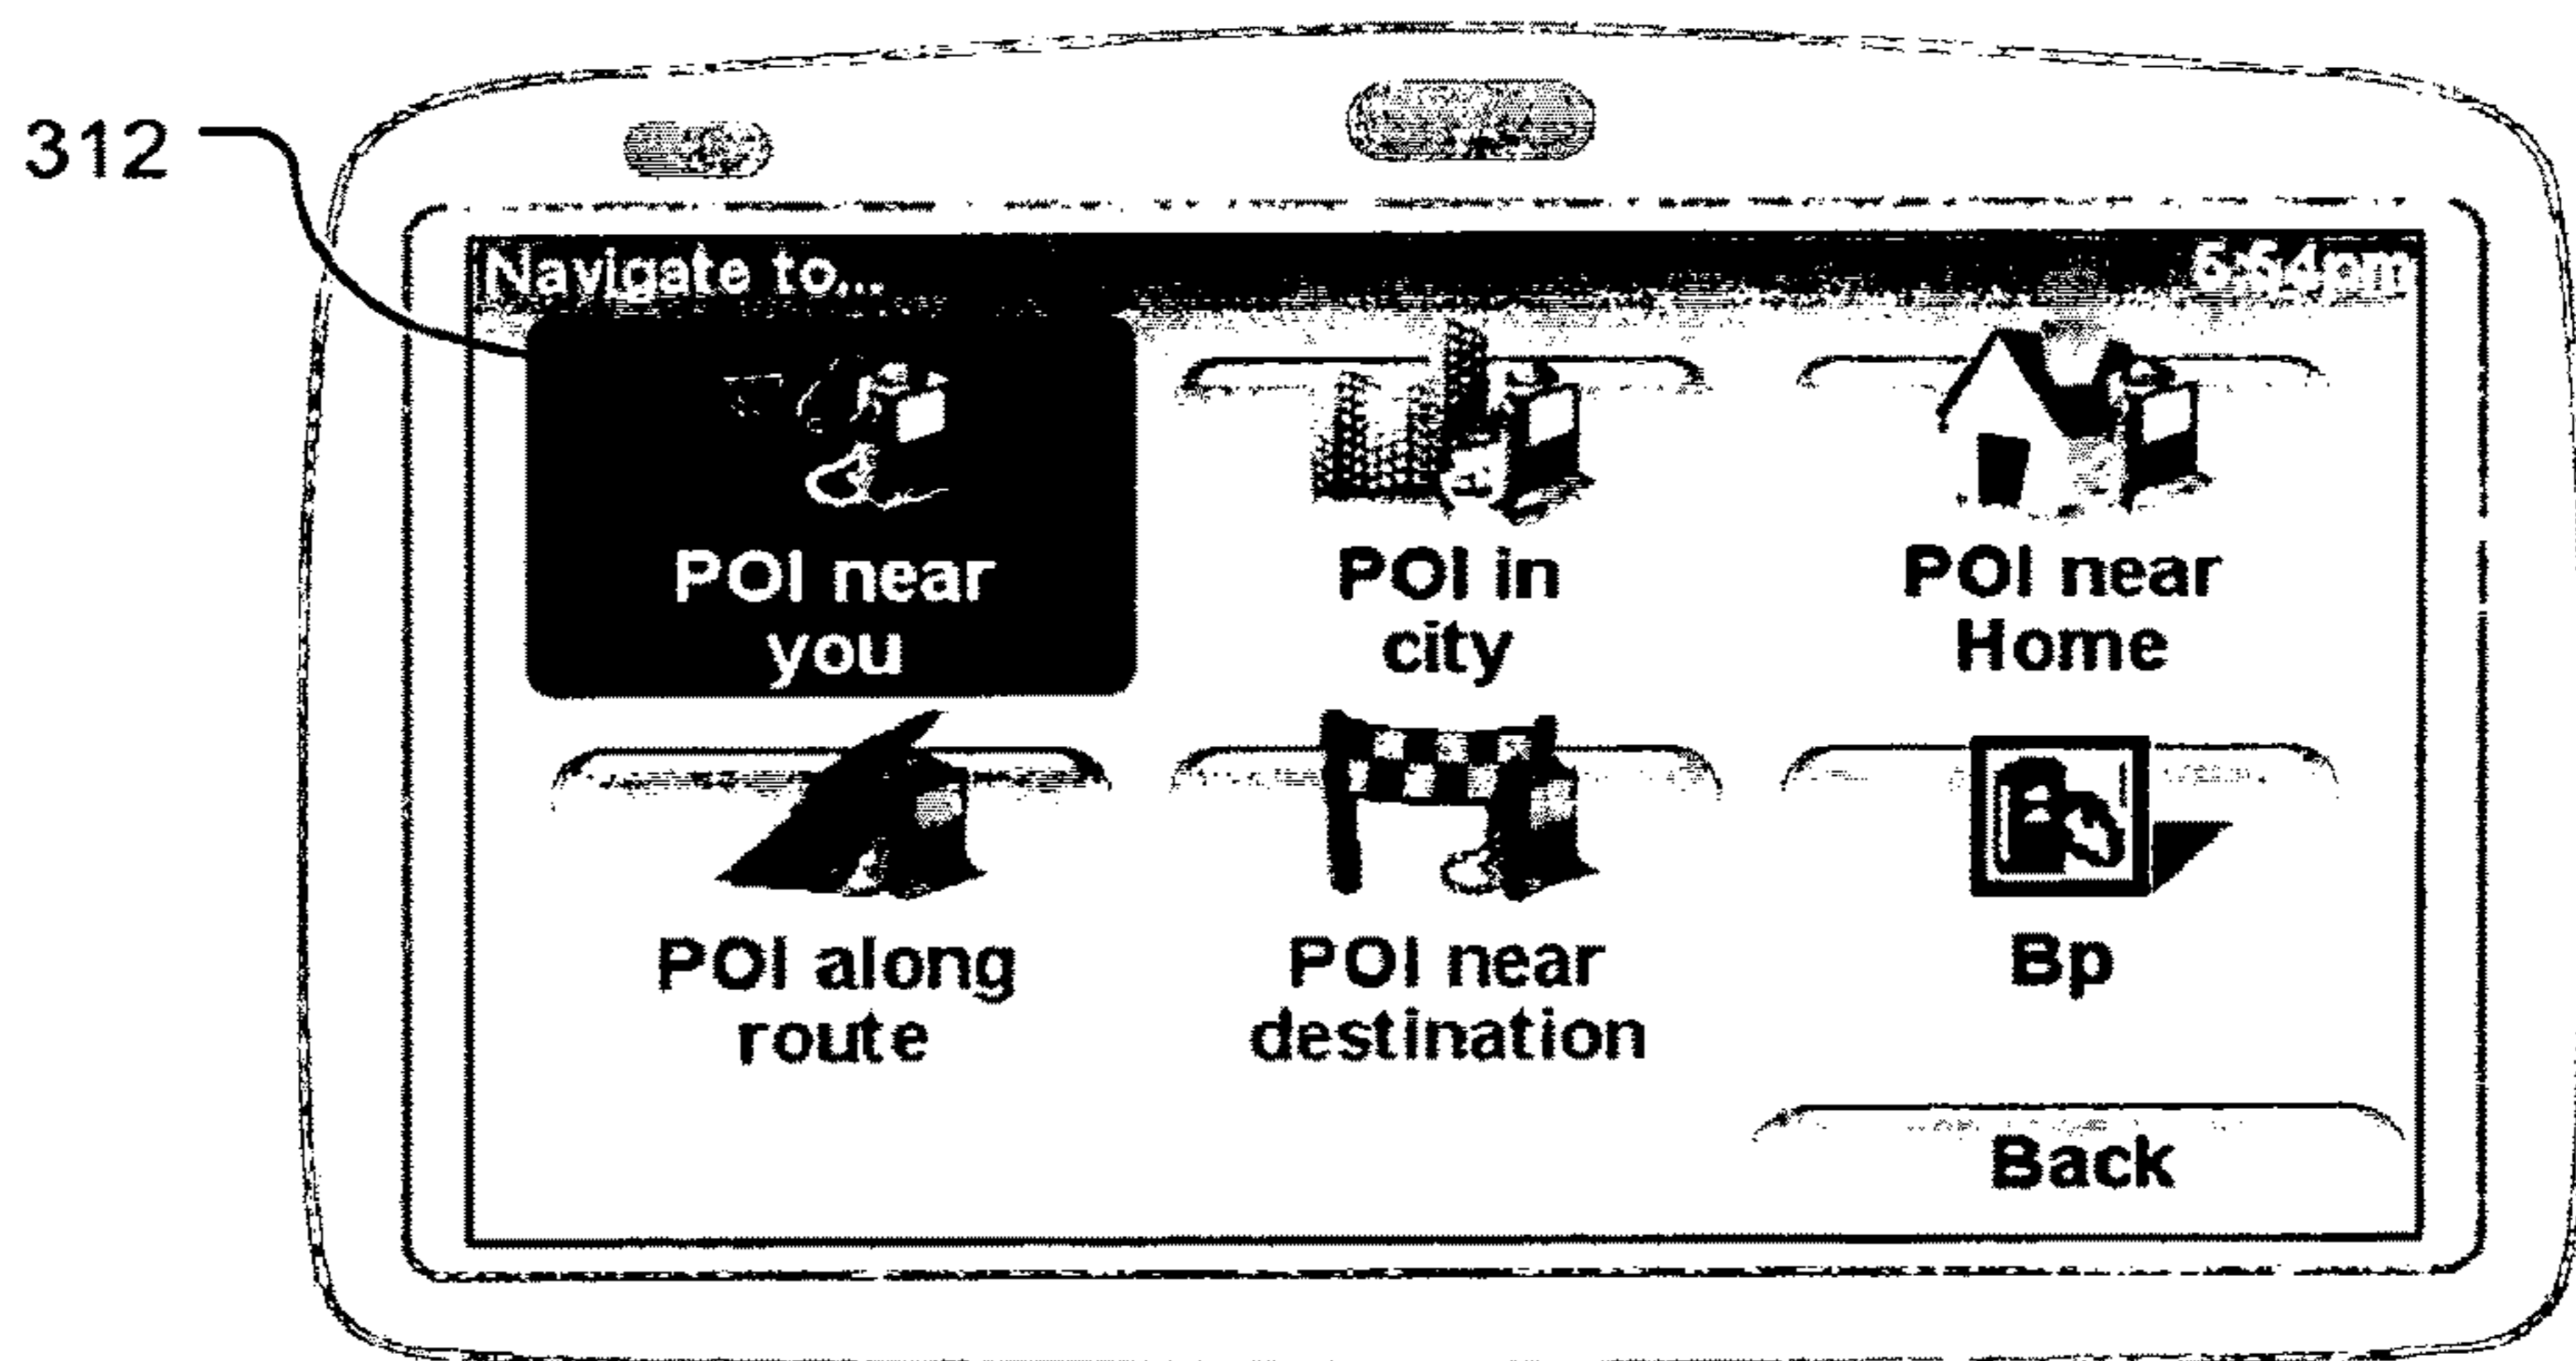 312
Navigate to...
POI near
you
POI in
city
POI near
Home
POI along
route
POI near
destination
Bp
Back